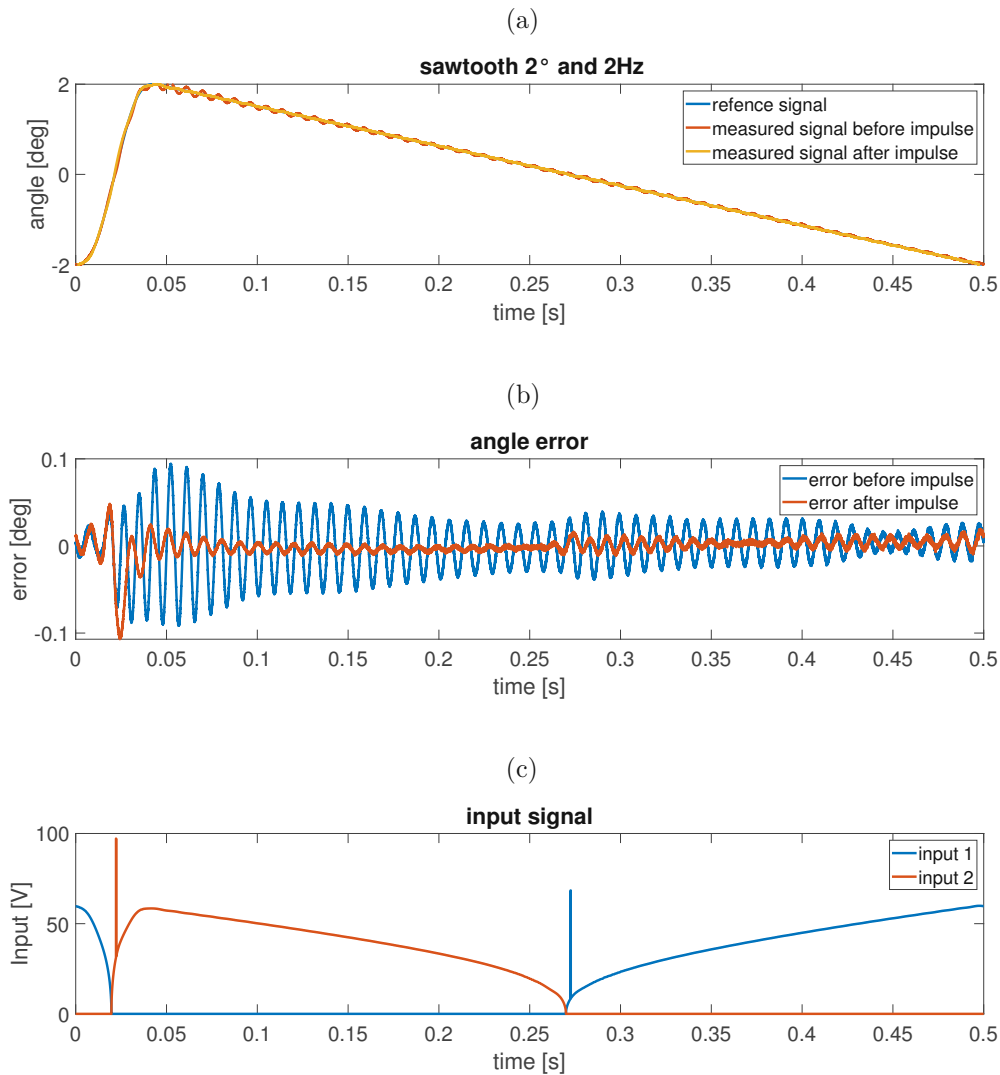 (a)
sawtooth 2° and 2Hz
refence signal
measured signal before impulse
measured signal after impulse
angle [deg]
2
0
-2
0 0.05 0.1 0.15 0.2 0.25 0.3 0.35 0.4 0.45 0.5
time [s]
(b)
angle error
error before impulse
error after impulse
error [deg]
0.1
0
-0.1
0 0.05 0.1 0.15 0.2 0.25 0.3 0.35 0.4 0.45 0.5
time [s]
(c)
input signal
input 1
input 2
Input [V]
100
50
0
0 0.05 0.1 0.15 0.2 0.25 0.3 0.35 0.4 0.45 0.5
time [s]